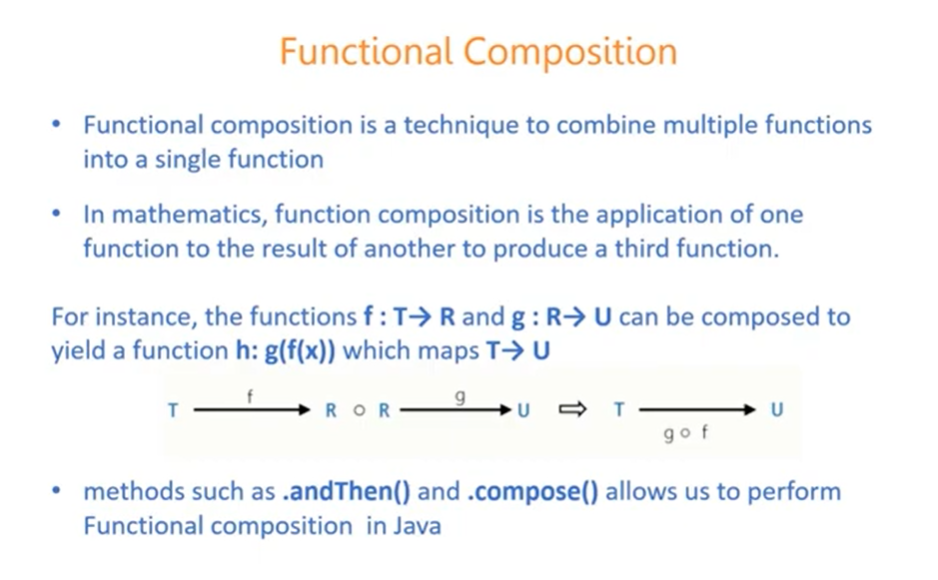 Functional Composition
• Functional composition is a technique to combine multiple functions
into a single function
• In mathematics, function composition is the application of one
function to the result of another to produce a third function.
For instance, the functions f : T→ R and g : R→ U can be composed to
yield a function h: g(f(x)) which maps T→ U
f g
T R ○ R U ⇨ T U
g o f
• methods such as .andThen() and .compose() allows us to perform
Functional composition in Java